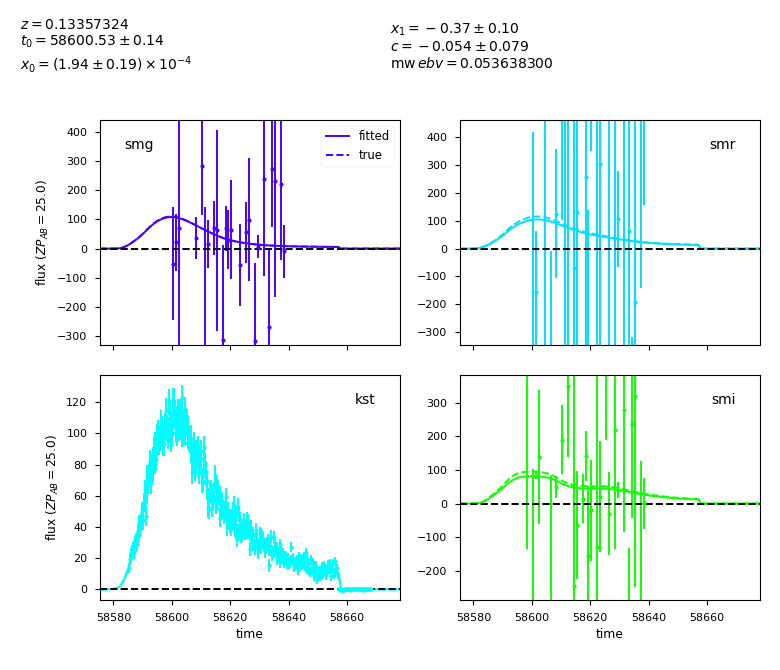 z = 0.13357324
t₀ = 58600.53 ± 0.14
x₀ = (1.94 ± 0.19) × 10⁻⁴
x₁ = −0.37 ± 0.10
c = −0.054 ± 0.079
mw ebv = 0.053638300
400
300
200
100
0
−100
−200
−300
flux (ZP_AB = 25.0)
smg
fitted
true
400
300
200
100
0
−100
−200
−300
smr
120
100
80
60
40
20
0
flux (ZP_AB = 25.0)
kst
58580 58600 58620 58640 58660
time
300
200
100
0
−100
−200
smi
58580 58600 58620 58640 58660
time